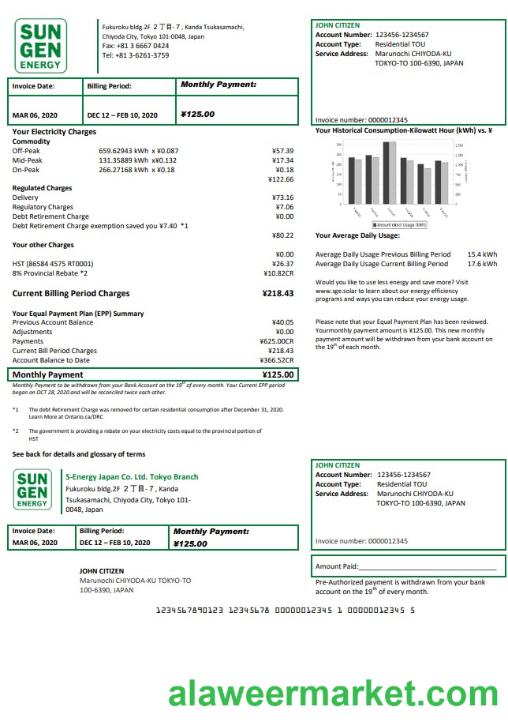 SUN
GEN
ENERGY
Fukuroku bldg.2F 2丁目-7, Kanda Tsukasamachi,
Chiyoda City, Tokyo 101-0048, Japan
Fax: +81 3 6667 0424
Tel: +81 3-6261-3759
JOHN CITIZEN
Account Number: 123456-1234567
Account Type: Residential TOU
Service Address: Marunochi CHIYODA-KU
TOKYO-TO 100-6390, JAPAN
Invoice number: 0000012345
Invoice Date: Billing Period: Monthly Payment:
MAR 06, 2020 DEC 12 – FEB 10, 2020 ¥125.00
Your Electricity Charges
Commodity
Off-Peak 659.62943 kWh x ¥0.087 ¥57.39
Mid-Peak 131.35889 kWh x¥0.132 ¥17.34
On-Peak 266.27168 kWh x ¥0.18 ¥0.18
¥122.66
Regulated Charges
Delivery ¥73.16
Regulatory Charges ¥7.06
Debt Retirement Charge ¥0.00
Debt Retirement Charge exemption saved you ¥7.40 *1
¥80.22
Your other Charges
¥0.00
HST (86584 4575 RT0001) ¥26.37
8% Provincial Rebate *2 ¥10.82CR
Current Billing Period Charges ¥218.43
Your Equal Payment Plan (EPP) Summary
Previous Account Balance ¥40.05
Adjustments ¥0.00
Payments ¥625.00CR
Current Bill Period Charges ¥218.43
Account Balance to Date ¥366.52CR
Monthly Payment ¥125.00
Monthly Payment to be withdrawn from your Bank Account on the 19th of every month. Your Current EPP period
began on OCT 28, 2020 and will be reconciled twice each other.
*1 The debt Retirement Charge was removed for certain residential consumption after December 31, 2020.
Learn More at Ontario.ca/DRC
*2 The government is providing a rebate on your electricity costs equal to the provincial portion of
HST
See back for details and glossary of terms
Your Historical Consumption-Kilowatt Hour (kWh) vs. ¥
Your Average Daily Usage:
Average Daily Usage Previous Billing Period 15.4 kWh
Average Daily Usage Current Billing Period 17.6 kWh
Would you like to use less energy and save more? Visit
www.sge.solar to learn about our energy efficiency
programs and ways you can reduce your energy usage.
Please note that your Equal Payment Plan has been reviewed.
Yourmonthly payment amount is ¥125.00. This new monthly
payment amount will be withdrawn from your bank account on
the 19th of each month.
SUN
GEN
ENERGY
S-Energy Japan Co. Ltd. Tokyo Branch
Fukuroku bldg.2F 2丁目-7, Kanda
Tsukasamachi, Chiyoda City, Tokyo 101-
0048, Japan
JOHN CITIZEN
Account Number: 123456-1234567
Account Type: Residential TOU
Service Address: Marunochi CHIYODA-KU
TOKYO-TO 100-6390, JAPAN
Invoice number: 0000012345
Invoice Date: Billing Period: Monthly Payment:
MAR 06, 2020 DEC 12 – FEB 10, 2020 ¥125.00
Amount Paid:
Pre-Authorized payment is withdrawn from your bank
account on the 19th of every month.
JOHN CITIZEN
Marunochi CHIYODA-KU TOKYO-TO
100-6390, JAPAN
1234567890123 12345678 00000012345 1 00000012345 5
alaweermarket.com